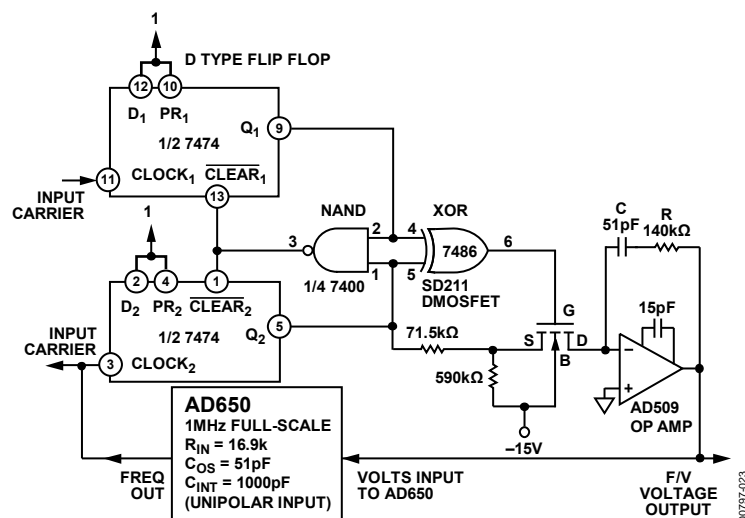 1
D TYPE FLIP FLOP
12
10
D1
PR1
Q1
9
1/2 7474
11
CLOCK1
CLEAR1
INPUT
CARRIER
13
1
NAND
XOR
3
2
1
4
5
7486
6
1/4 7400
SD211
DMOSFET
C
51pF
R
140kΩ
2
4
1
D2
PR2
CLEAR2
INPUT
CARRIER
1/2 7474
Q2
5
3
CLOCK2
71.5kΩ
590kΩ
S
G
D
B
15pF
–
+
AD509
OP AMP
–15V
AD650
1MHz FULL-SCALE
RIN = 16.9k
COS = 51pF
CINT = 1000pF
(UNIPOLAR INPUT)
FREQ
OUT
VOLTS INPUT
TO AD650
F/V
VOLTAGE
OUTPUT
00797-023